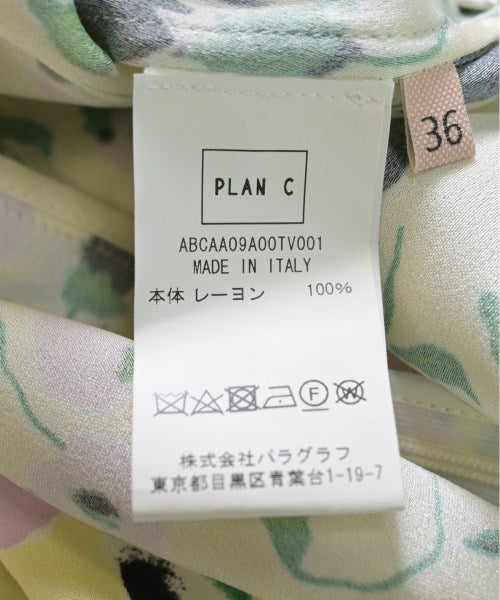 36
PLAN C
ABCAA09A00TV001
MADE IN ITALY
本体 レーヨン 100%
F W
株式会社パラグラフ
東京都目黒区青葉台1-19-7